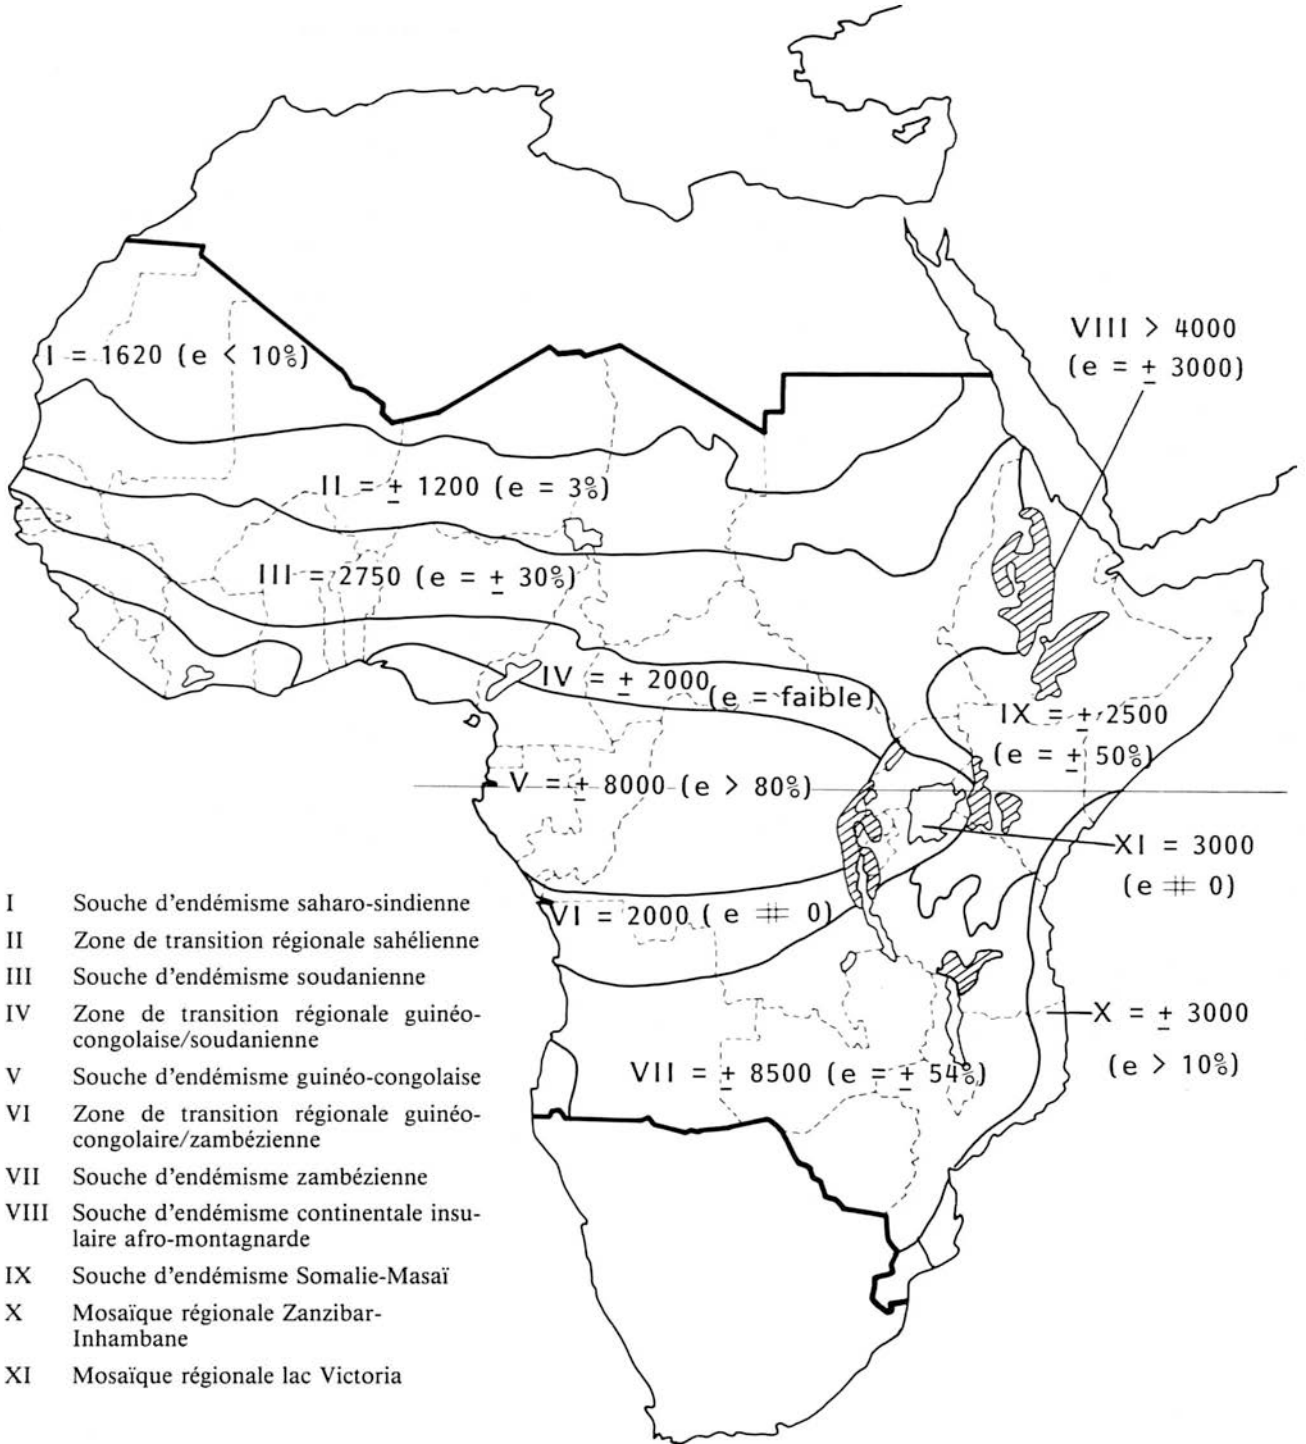 VIII > 4000
(e = ± 3000)
I = 1620 (e < 10%)
II = ± 1200 (e = 3%)
III = 2750 (e = ± 30%)
IV = ± 2000 (e = faible)
IX = ± 2500
(e = ± 50%)
V = ± 8000 (e > 80%)
XI = 3000
(e ⋕ 0)
VI = 2000 (e ⋕ 0)
X = ± 3000
(e > 10%)
VII = ± 8500 (e = ± 54%)
I Souche d'endémisme saharo-sindienne
II Zone de transition régionale sahélienne
III Souche d'endémisme soudanienne
IV Zone de transition régionale guinéo-
congolaise/soudanienne
V Souche d'endémisme guinéo-congolaise
VI Zone de transition régionale guinéo-
congolaire/zambézienne
VII Souche d'endémisme zambézienne
VIII Souche d'endémisme continentale insu-
laire afro-montagnarde
IX Souche d'endémisme Somalie-Masaï
X Mosaïque régionale Zanzibar-
Inhambane
XI Mosaïque régionale lac Victoria